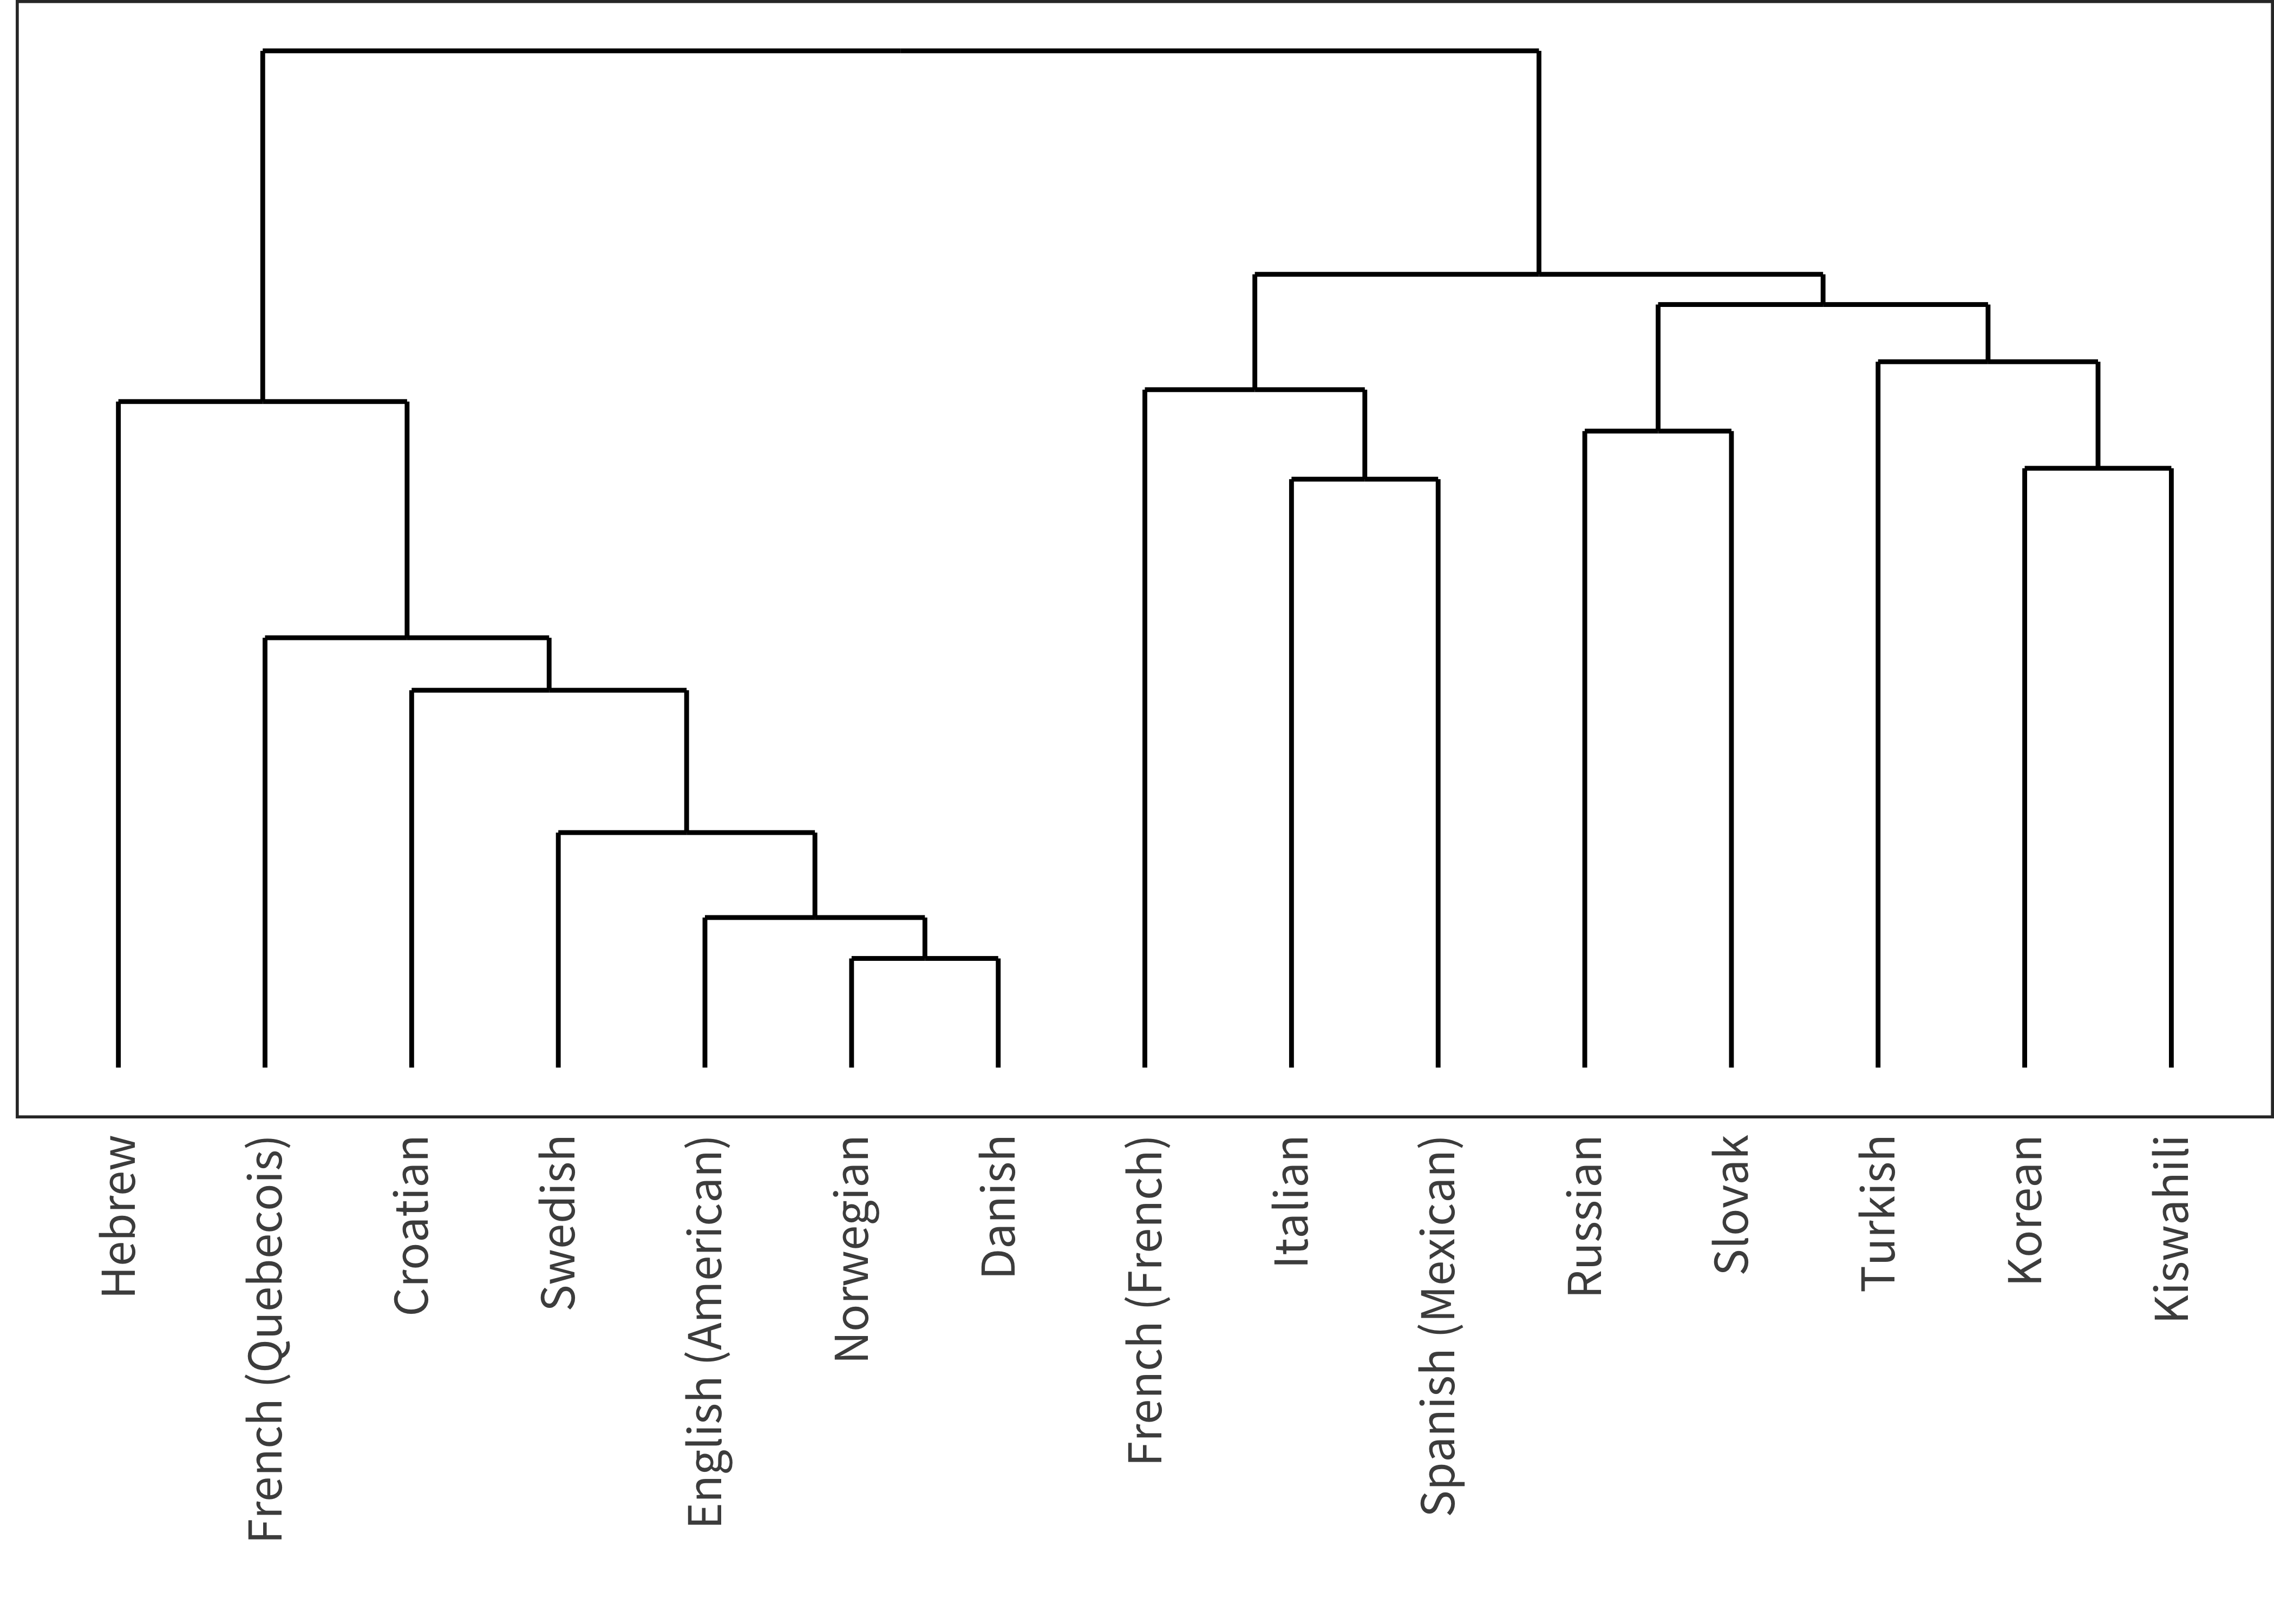 Hebrew
French (Quebecois)
Croatian
Swedish
English (American)
Norwegian
Danish
French (French)
Italian
Spanish (Mexican)
Russian
Slovak
Turkish
Korean
Kiswahili